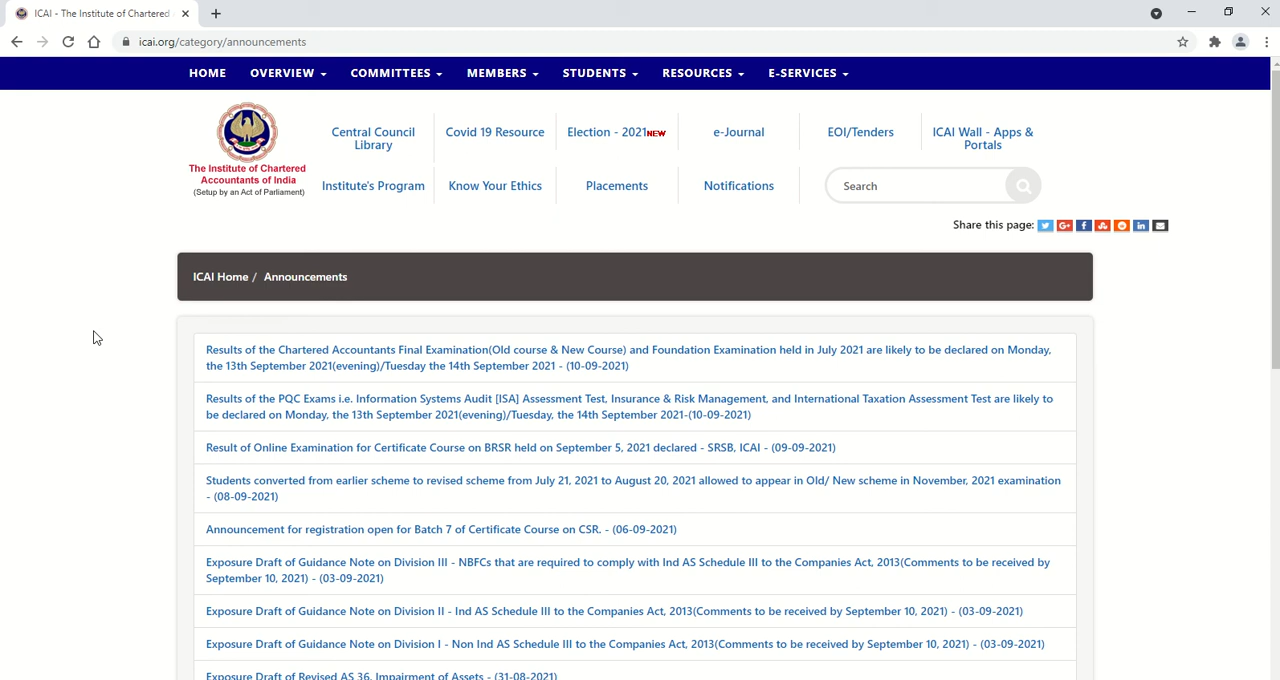 ICAI - The Institute of Chartered
icai.org/category/announcements
HOME OVERVIEW COMMITTEES MEMBERS STUDENTS RESOURCES E-SERVICES
The Institute of Chartered
Accountants of India
(Setup by an Act of Parliament)
Central Council
Library
Covid 19 Resource
Election - 2021 NEW
e-Journal
EOI/Tenders
ICAI Wall - Apps &
Portals
Institute's Program
Know Your Ethics
Placements
Notifications
Search
Share this page:
ICAI Home / Announcements
Results of the Chartered Accountants Final Examination(Old course & New Course) and Foundation Examination held in July 2021 are likely to be declared on Monday,
the 13th September 2021(evening)/Tuesday the 14th September 2021 - (10-09-2021)
Results of the PQC Exams i.e. Information Systems Audit [ISA] Assessment Test, Insurance & Risk Management, and International Taxation Assessment Test are likely to
be declared on Monday, the 13th September 2021(evening)/Tuesday, the 14th September 2021-(10-09-2021)
Result of Online Examination for Certificate Course on BRSR held on September 5, 2021 declared - SRSB, ICAI - (09-09-2021)
Students converted from earlier scheme to revised scheme from July 21, 2021 to August 20, 2021 allowed to appear in Old/ New scheme in November, 2021 examination
- (08-09-2021)
Announcement for registration open for Batch 7 of Certificate Course on CSR. - (06-09-2021)
Exposure Draft of Guidance Note on Division III - NBFCs that are required to comply with Ind AS Schedule III to the Companies Act, 2013(Comments to be received by
September 10, 2021) - (03-09-2021)
Exposure Draft of Guidance Note on Division II - Ind AS Schedule III to the Companies Act, 2013(Comments to be received by September 10, 2021) - (03-09-2021)
Exposure Draft of Guidance Note on Division I - Non Ind AS Schedule III to the Companies Act, 2013(Comments to be received by September 10, 2021) - (03-09-2021)
Exposure Draft of Revised AS 36, Impairment of Assets - (31-08-2021)